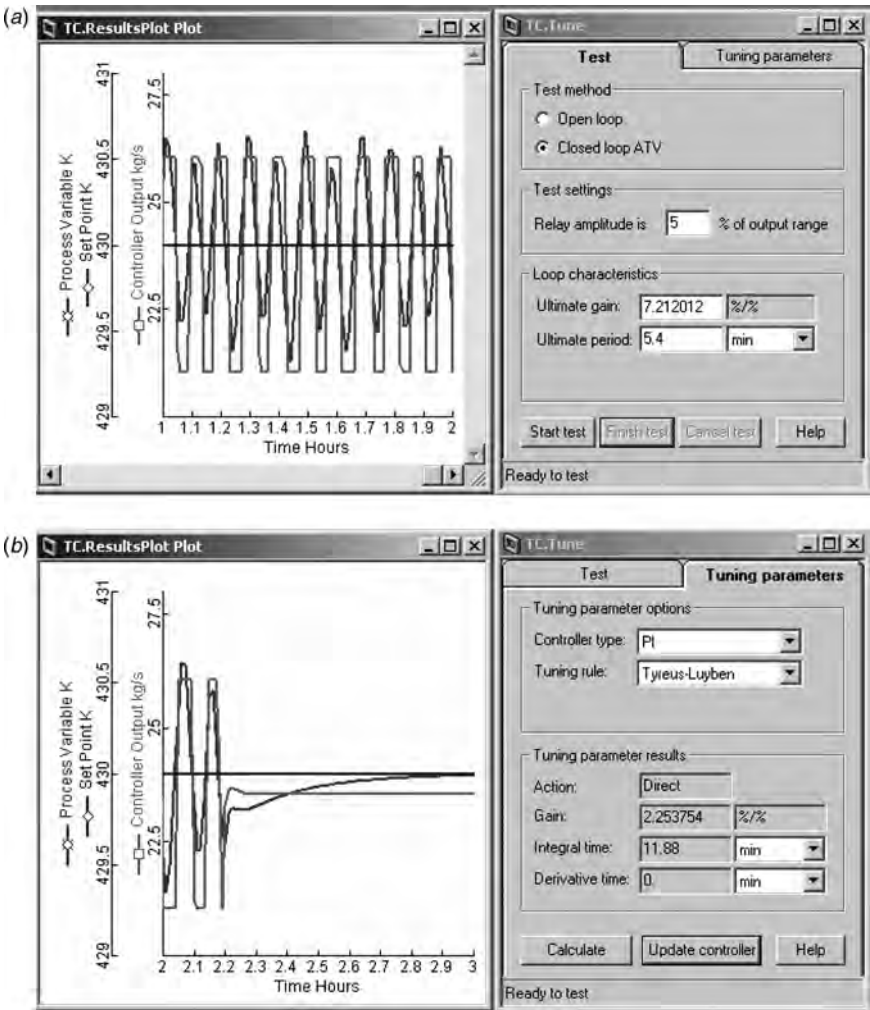 (a)
TC.ResultsPlot Plot
431
430.5
430
429.5
429
Process Variable K
Set Point K
27.5
25
22.5
Controller Output kg/s
1 1.1 1.2 1.3 1.4 1.5 1.6 1.7 1.8 1.9 2
Time Hours
TC.Tune
Test
Tuning parameters
Test method
Open loop
Closed loop ATV
Test settings
Relay amplitude is 5 % of output range
Loop characteristics
Ultimate gain: 7.212012 %/%
Ultimate period: 5.4 min
Start test Finish test Cancel test Help
Ready to test
(b)
TC.ResultsPlot Plot
431
430.5
430
429.5
429
Process Variable K
Set Point K
27.5
25
22.5
Controller Output kg/s
2 2.1 2.2 2.3 2.4 2.5 2.6 2.7 2.8 2.9 3
Time Hours
TC.Tune
Test
Tuning parameters
Tuning parameter options
Controller type: PI
Tuning rule: Tyreus-Luyben
Tuning parameter results
Action: Direct
Gain: 2.253754 %/%
Integral time: 11.88 min
Derivative time: 0. min
Calculate Update controller Help
Ready to test